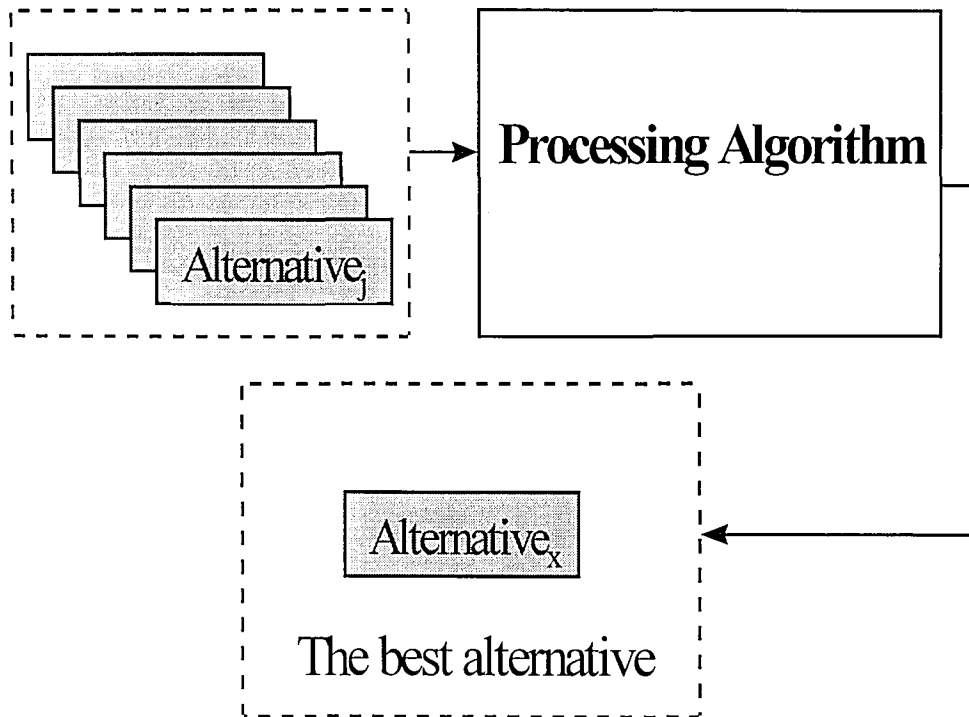 Alternative_j
Processing Algorithm
Alternative_x
The best alternative